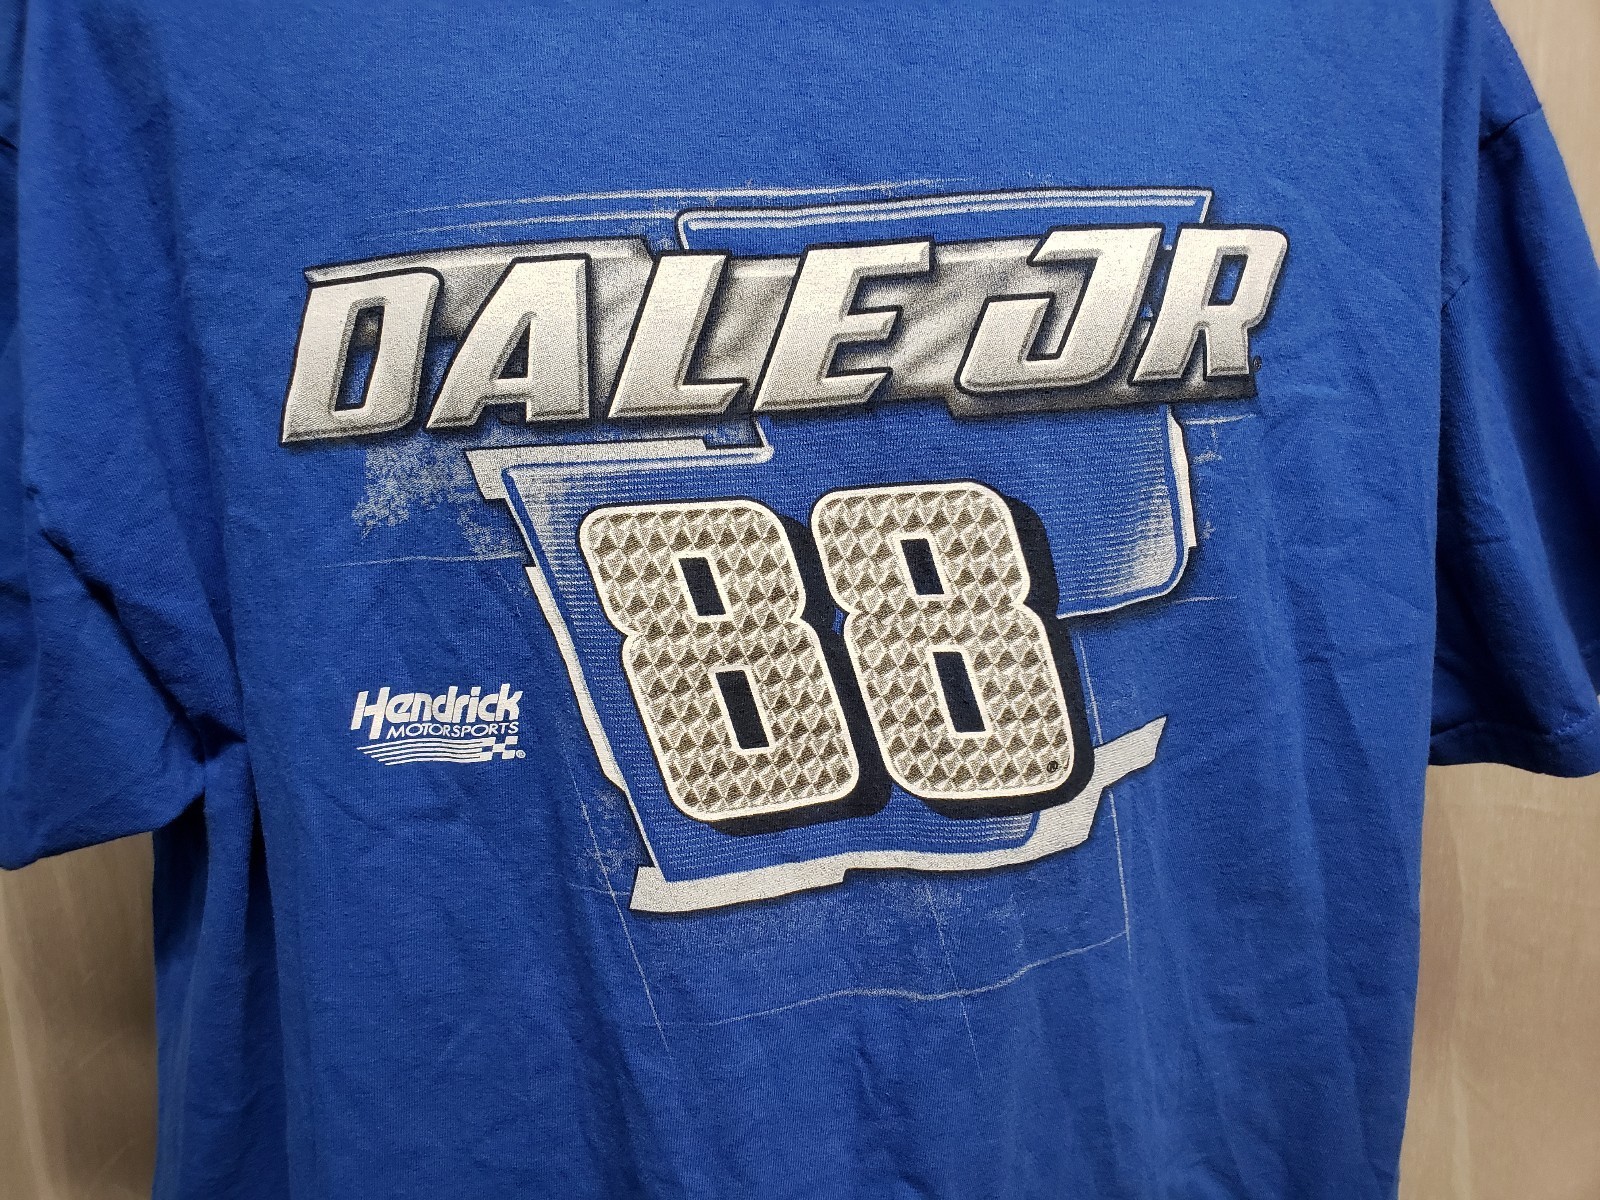 DALE JR
88
Hendrick
MOTORSPORTS